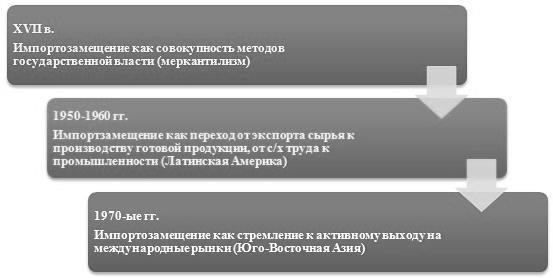 XVII в.
Импортозамещение как совокупность методов
государственной власти (меркантилизм)
1950-1960 гг.
Импортзамещение как переход от экспорта сырья к
производству готовой продукции, от с/х труда к
промышленности (Латинская Америка)
1970-ые гг.
Импортозамещение как стремление к активному выходу на
международные рынки (Юго-Восточная Азия)